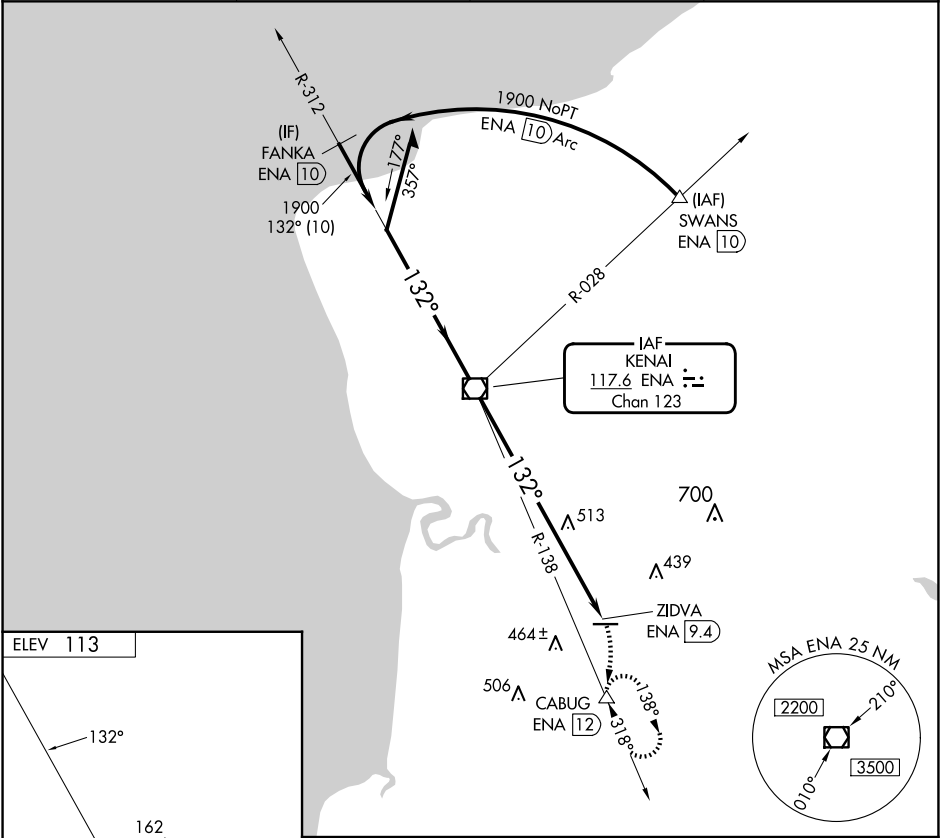 R-312
1900 NoPT
ENA 10 Arc
(IF)
FANKA
ENA 10
177°
357°
1900
132° (10)
(IAF)
SWANS
ENA 10
132°
R-028
IAF
KENAI
117.6 ENA
Chan 123
132°
513
700
R-138
439
ZIDVA
ENA 9.4
464±
506
CABUG
ENA 12
138°
318°
MSA ENA 25 NM
210°
2200
3500
010°
ELEV 113
132°
162